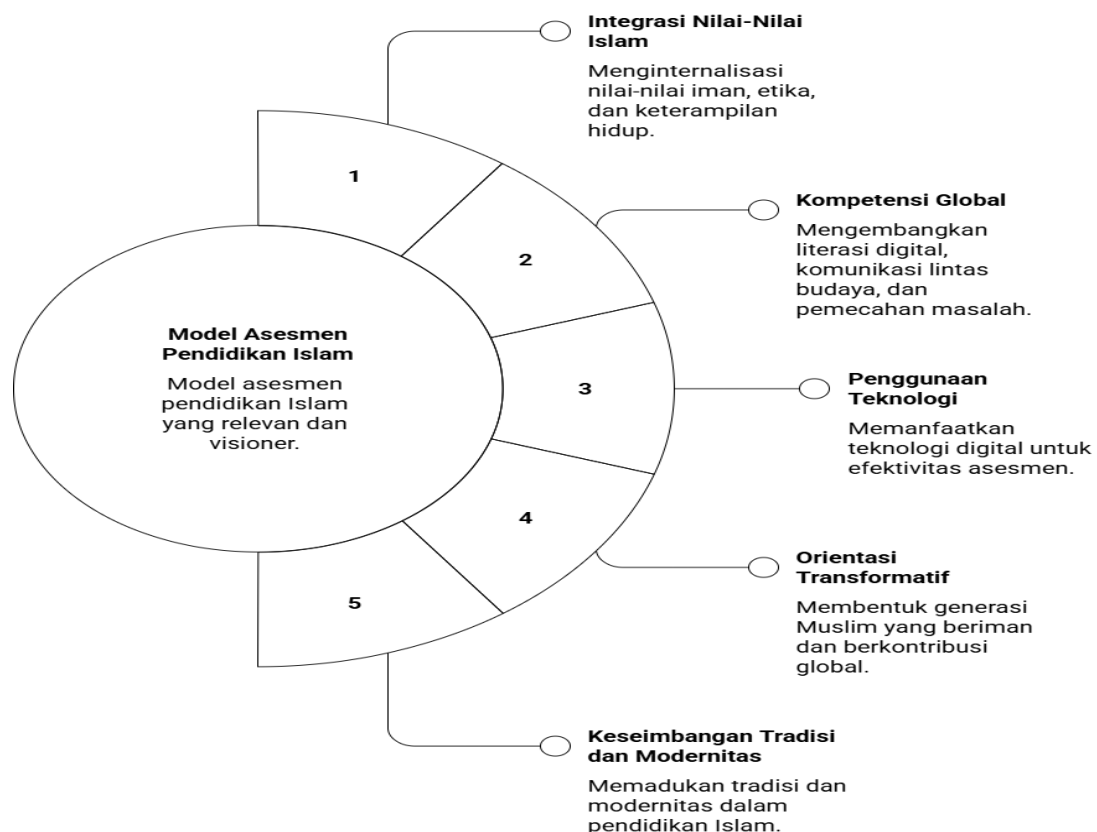 Integrasi Nilai-Nilai
Islam
Menginternalisasi
nilai-nilai iman, etika,
dan keterampilan
hidup.
1
Kompetensi Global
Mengembangkan
literasi digital,
komunikasi lintas
budaya, dan
pemecahan masalah.
2
Model Asesmen
Pendidikan Islam
Model asesmen
pendidikan Islam
yang relevan dan
visioner.
3
Penggunaan
Teknologi
Memanfaatkan
teknologi digital untuk
efektivitas asesmen.
4
Orientasi
Transformatif
Membentuk generasi
Muslim yang beriman
dan berkontribusi
global.
5
Keseimbangan Tradisi
dan Modernitas
Memadukan tradisi dan
modernitas dalam
pendidikan Islam.